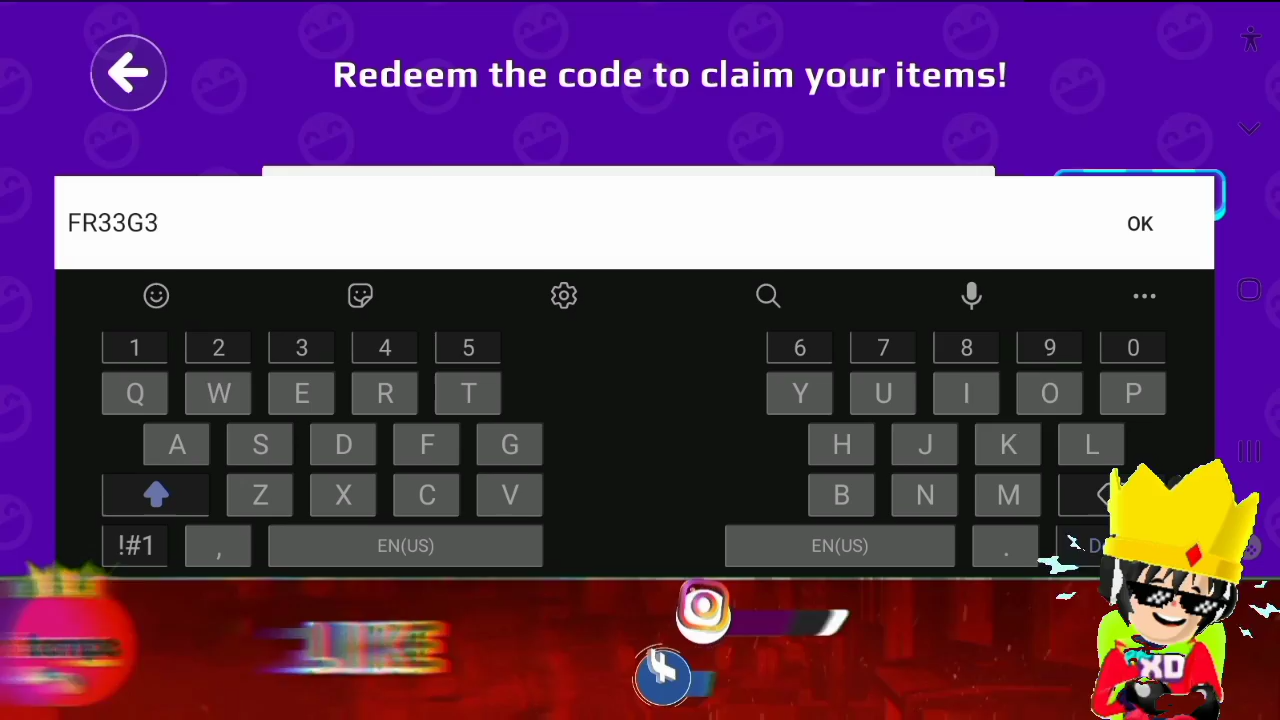 Redeem the code to claim your items!
FR33G3
OK
1 2 3 4 5 6 7 8 9 0
Q W E R T Y U I O P
A S D F G H J K L
Z X C V B N M
!#1 , EN(US) EN(US) . D
LIKE
XD